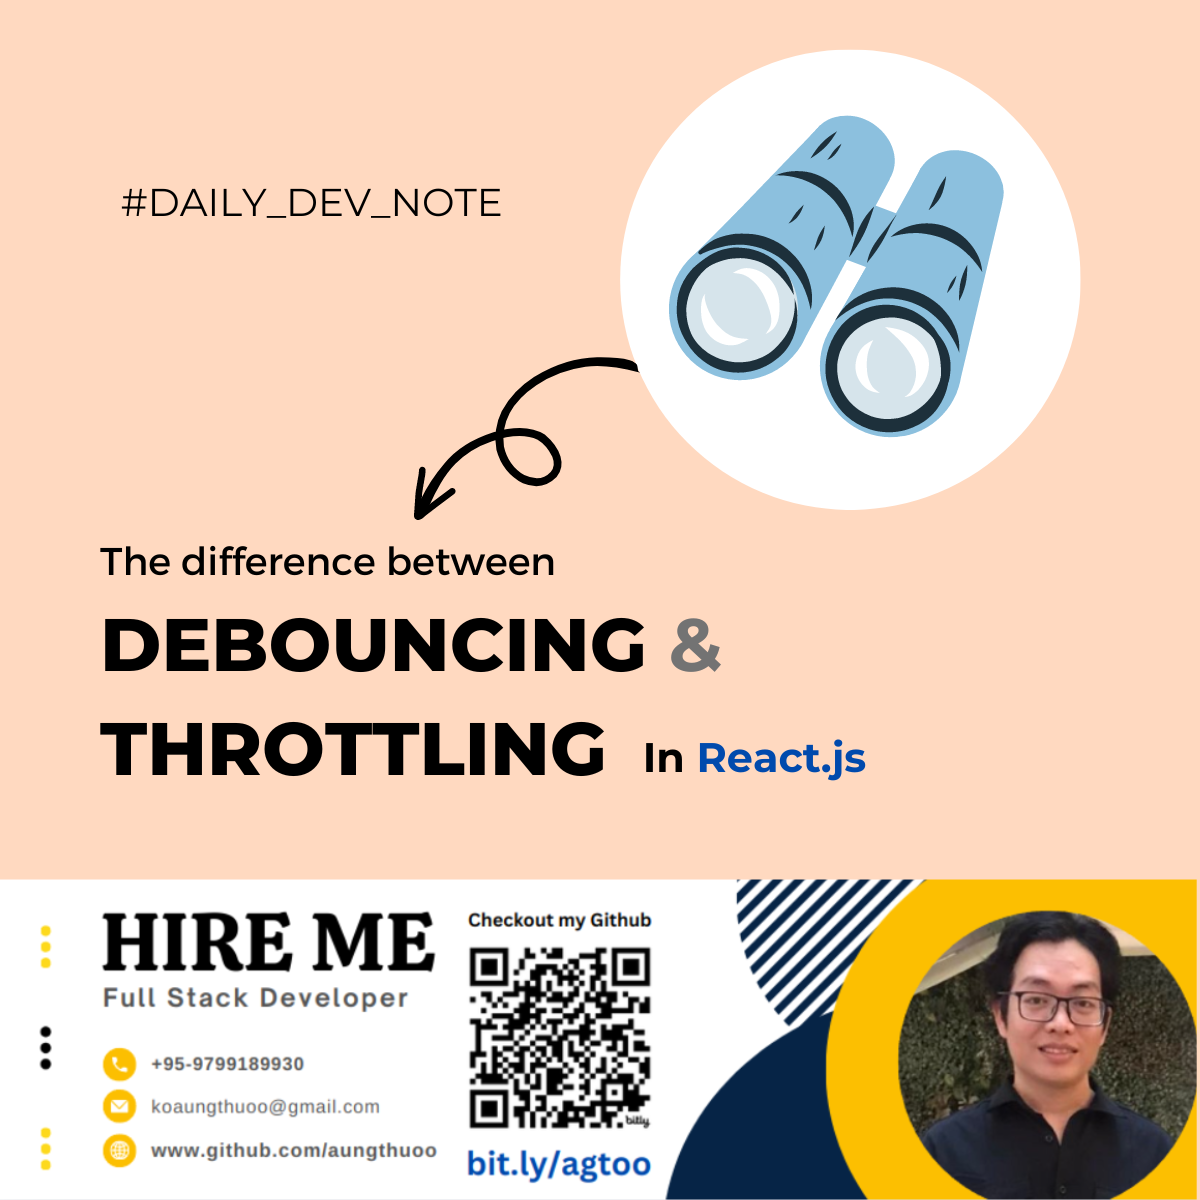 #DAILY_DEV_NOTE
The difference between
DEBOUNCING &
THROTTLING In React.js
HIRE ME
Full Stack Developer
+95-9799189930
koaungthuoo@gmail.com
www.github.com/aungthuoo
Checkout my Github
bitly
bit.ly/agtoo